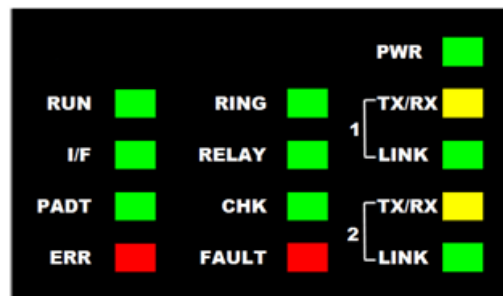 PWR
RUN RING TX/RX
1
I/F RELAY LINK
PADT CHK TX/RX
2
ERR FAULT LINK